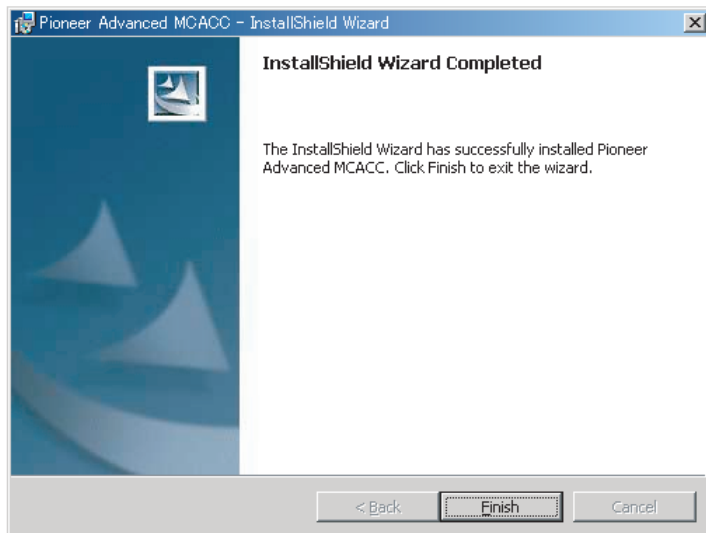 Pioneer Advanced MCACC - InstallShield Wizard
InstallShield Wizard Completed
The InstallShield Wizard has successfully installed Pioneer
Advanced MCACC. Click Finish to exit the wizard.
< Back
Finish
Cancel